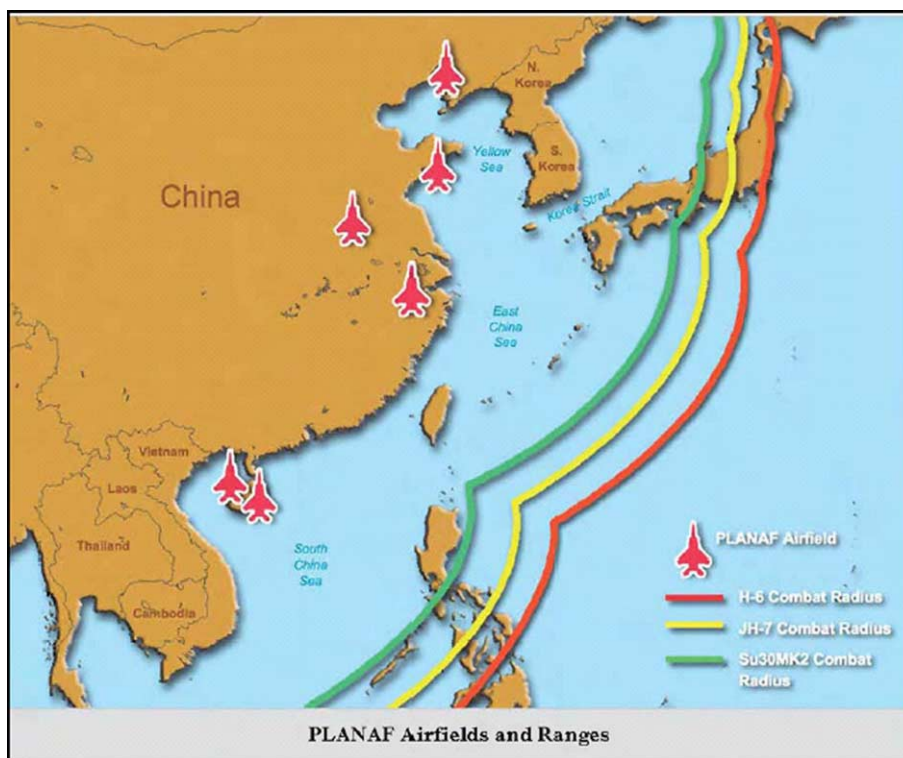 N.
Korea
S.
Korea
Yellow
Sea
Korea Strait
China
East
China
Sea
Vietnam
Laos
Thailand
Cambodia
South
China
Sea
PLANAF Airfield
H-6 Combat Radius
JH-7 Combat Radius
Su30MK2 Combat
Radius
PLANAF Airfields and Ranges